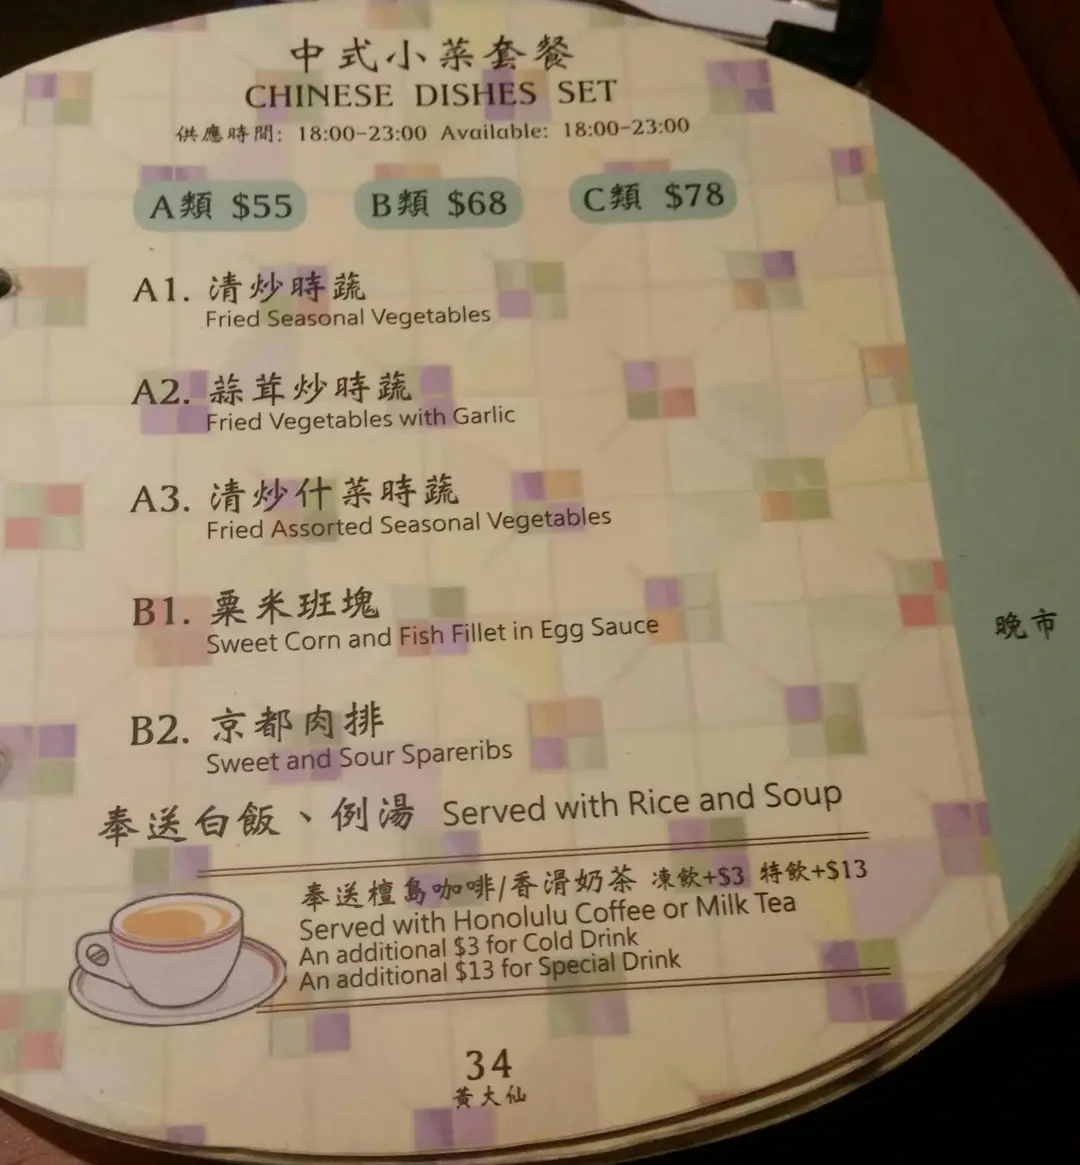 中式小菜套餐
CHINESE DISHES SET
供應時間: 18:00-23:00 Available: 18:00-23:00
A類 $55 B類 $68 C類 $78
A1. 清炒時蔬
Fried Seasonal Vegetables
A2. 蒜茸炒時蔬
Fried Vegetables with Garlic
A3. 清炒什菜時蔬
Fried Assorted Seasonal Vegetables
B1. 粟米班塊
Sweet Corn and Fish Fillet in Egg Sauce
晚市
B2. 京都肉排
Sweet and Sour Spareribs
奉送白飯、例湯 Served with Rice and Soup
奉送檀島咖啡/香滑奶茶 凍飲+$3 特飲+$13
Served with Honolulu Coffee or Milk Tea
An additional $3 for Cold Drink
An additional $13 for Special Drink
34
黃大仙